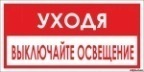 УХОДЯ
ВЫКЛЮЧАЙТЕ ОСВЕЩЕНИЕ